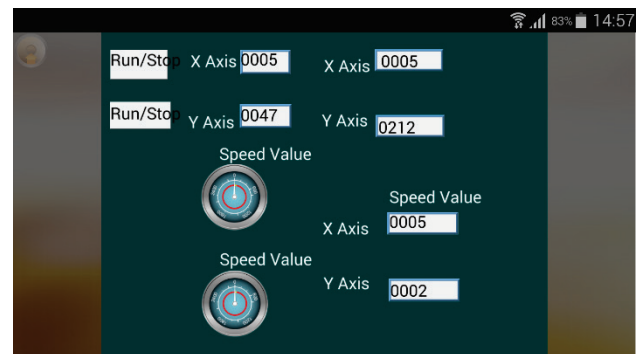 83% 14:57
Run/Stop X Axis 0005 X Axis 0005
Run/Stop Y Axis 0047 Y Axis 0212
Speed Value
Speed Value
X Axis 0005
Speed Value
Y Axis 0002